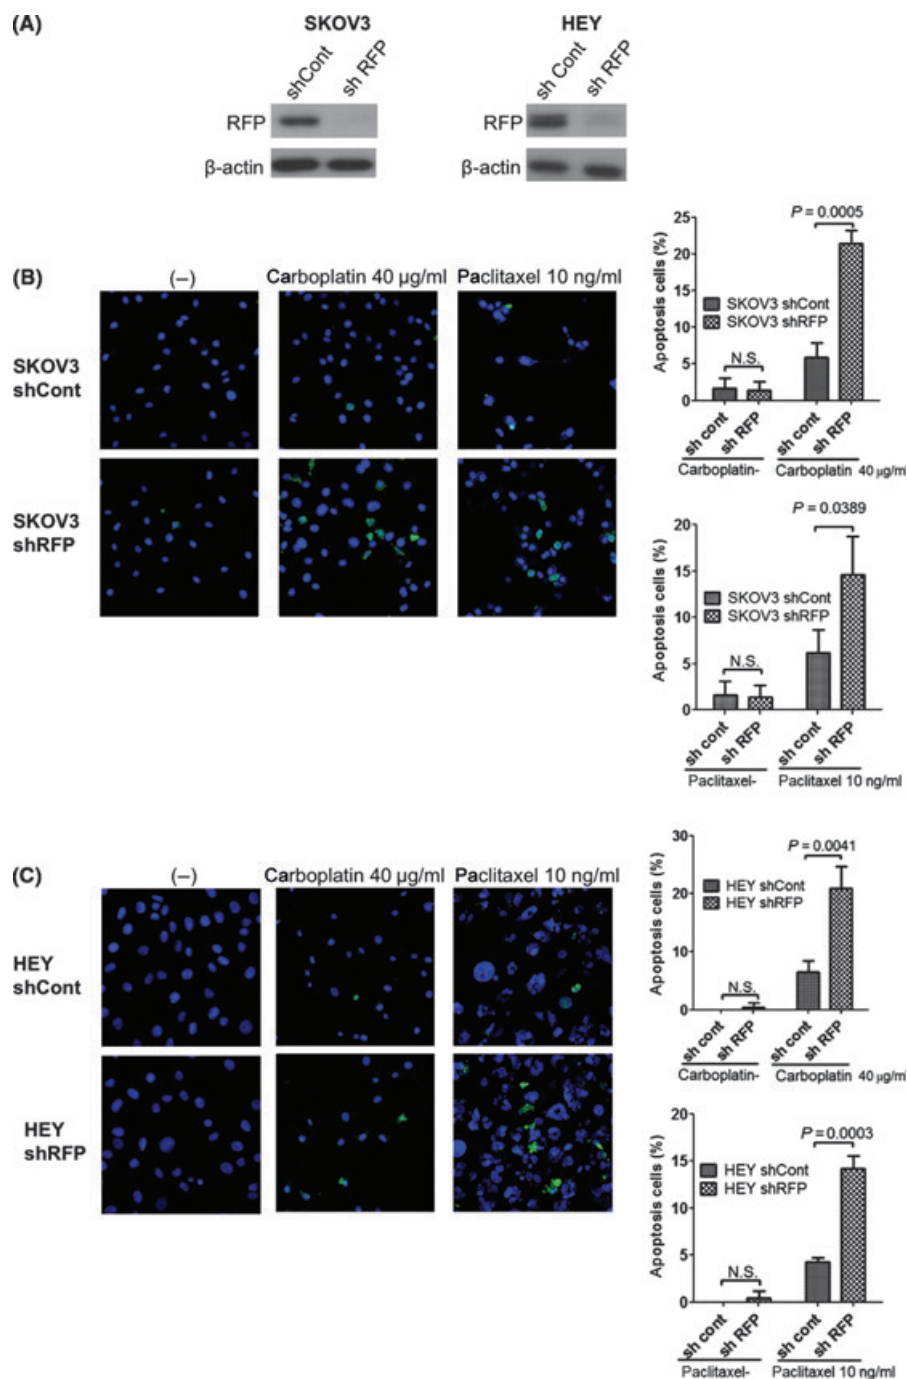 (A)
SKOV3
HEY
shCont
sh RFP
sh Cont
sh RFP
RFP
RFP
β-actin
β-actin
(B)
(–)
Carboplatin 40 µg/ml
Paclitaxel 10 ng/ml
SKOV3
shCont
SKOV3
shRFP
P = 0.0005
Apoptosis cells (%)
25
20
15
10
5
0
SKOV3 shCont
SKOV3 shRFP
N.S.
sh cont
sh RFP
sh cont
sh RFP
Carboplatin-
Carboplatin 40 µg/ml
P = 0.0389
Apoptosis cells (%)
20
15
10
5
0
SKOV3 shCont
SKOV3 shRFP
N.S.
sh cont
sh RFP
sh cont
sh RFP
Paclitaxel-
Paclitaxel 10 ng/ml
(C)
(–)
Carboplatin 40 µg/ml
Paclitaxel 10 ng/ml
HEY
shCont
HEY
shRFP
P = 0.0041
Apoptosis cells (%)
30
20
10
0
HEY shCont
HEY shRFP
N.S.
sh cont
sh RFP
sh cont
sh RFP
Carboplatin-
Carboplatin 40 µg/ml
P = 0.0003
Apoptosis cells (%)
20
15
10
5
0
HEY shCont
HEY shRFP
N.S.
sh cont
sh RFP
sh cont
sh RFP
Paclitaxel-
Paclitaxel 10 ng/ml